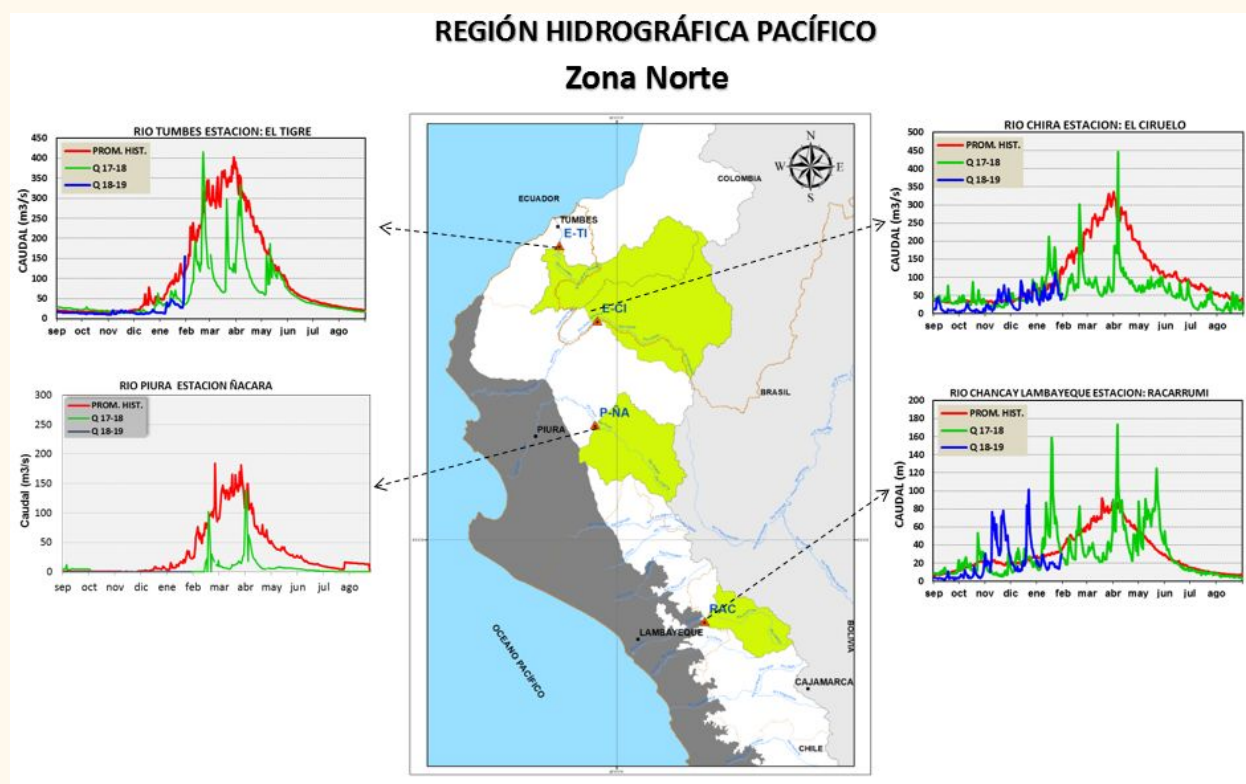 REGIÓN HIDROGRÁFICA PACÍFICO
Zona Norte
RIO TUMBES ESTACION: EL TIGRE
CAUDAL (m3/s)
450
400
350
300
250
200
150
100
50
0
PROM. HIST.
Q 17-18
Q 18-19
sep oct nov dic ene feb mar abr may jun jul ago
RIO PIURA ESTACION ÑACARA
Caudal (m3/s)
300
250
200
150
100
50
0
PROM. HIST.
Q 17-18
Q 18-19
sep oct nov dic ene feb mar abr may jun jul ago
N
W E
S
COLOMBIA
ECUADOR
TUMBES
E-TI
E-CI
BRASIL
P-ÑA
PIURA
RAC
LAMBAYEQUE
BOLIVIA
OCEANO PACÍFICO
CAJAMARCA
CHILE
RIO CHIRA ESTACION: EL CIRUELO
CAUDAL (m3/s)
500
450
400
350
300
250
200
150
100
50
0
PROM. HIST.
Q 17-18
Q 18-19
sep oct nov dic ene feb mar abr may jun jul ago
RIO CHANCAY LAMBAYEQUE ESTACION: RACARRUMI
CAUDAL (m)
200
180
160
140
120
100
80
60
40
20
0
PROM. HIST.
Q 17-18
Q 18-19
sep oct nov dic ene feb mar abr may jun jul ago